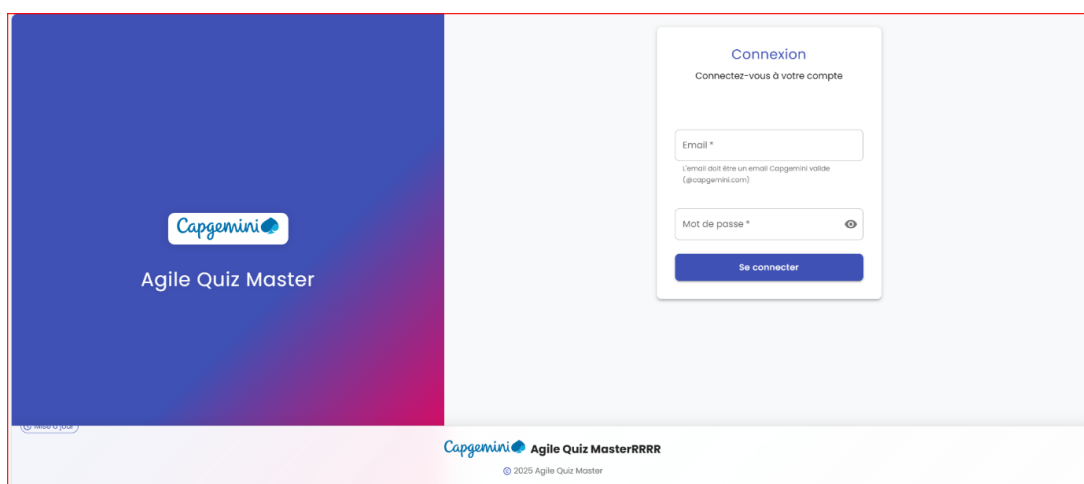 Capgemini
Agile Quiz Master
Connexion
Connectez-vous à votre compte
Email *
L'email doit être un email Capgemini valide
(@capgemini.com)
Mot de passe *
Se connecter
Mise à jour
Capgemini Agile Quiz MasterRRRR
© 2025 Agile Quiz Master